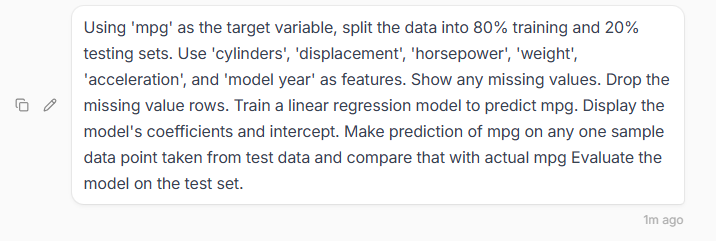 Using 'mpg' as the target variable, split the data into 80% training and 20%
testing sets. Use 'cylinders', 'displacement', 'horsepower', 'weight',
'acceleration', and 'model year' as features. Show any missing values. Drop the
missing value rows. Train a linear regression model to predict mpg. Display the
model's coefficients and intercept. Make prediction of mpg on any one sample
data point taken from test data and compare that with actual mpg Evaluate the
model on the test set.
1m ago